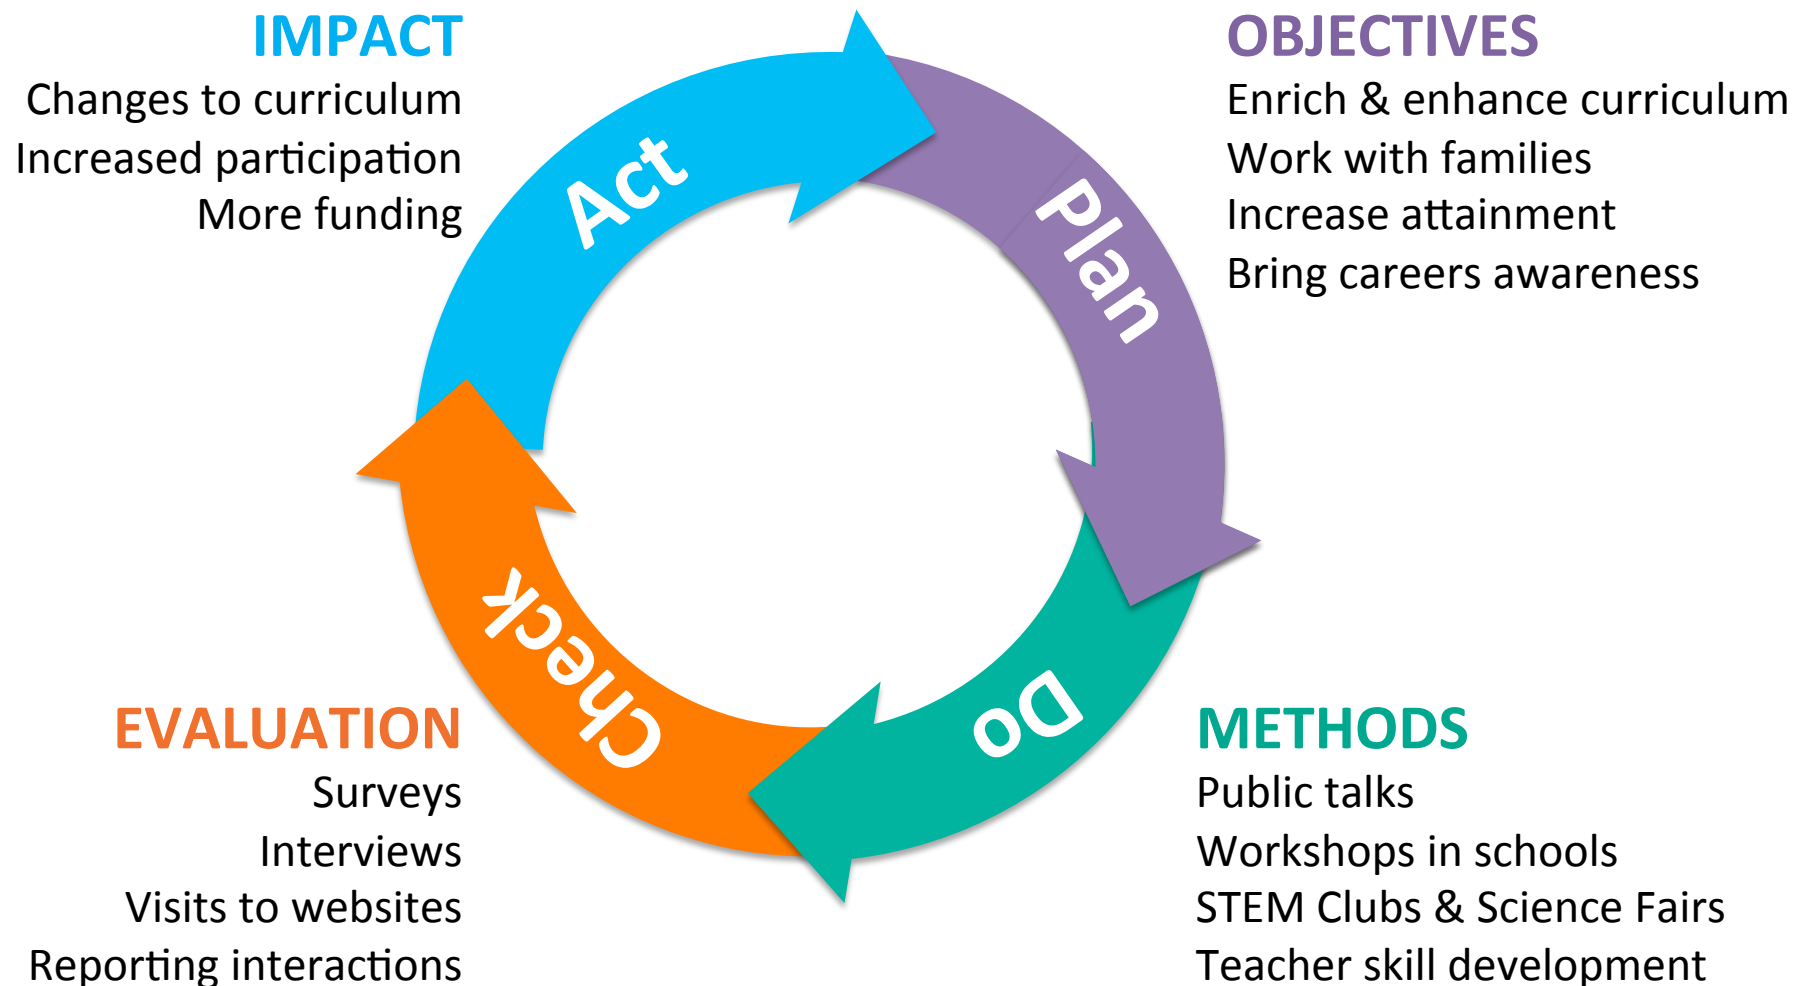 IMPACT
Changes to curriculum
Increased participation
More funding
OBJECTIVES
Enrich & enhance curriculum
Work with families
Increase attainment
Bring careers awareness
Act
Plan
Do
Check
EVALUATION
Surveys
Interviews
Visits to websites
Reporting interactions
METHODS
Public talks
Workshops in schools
STEM Clubs & Science Fairs
Teacher skill development